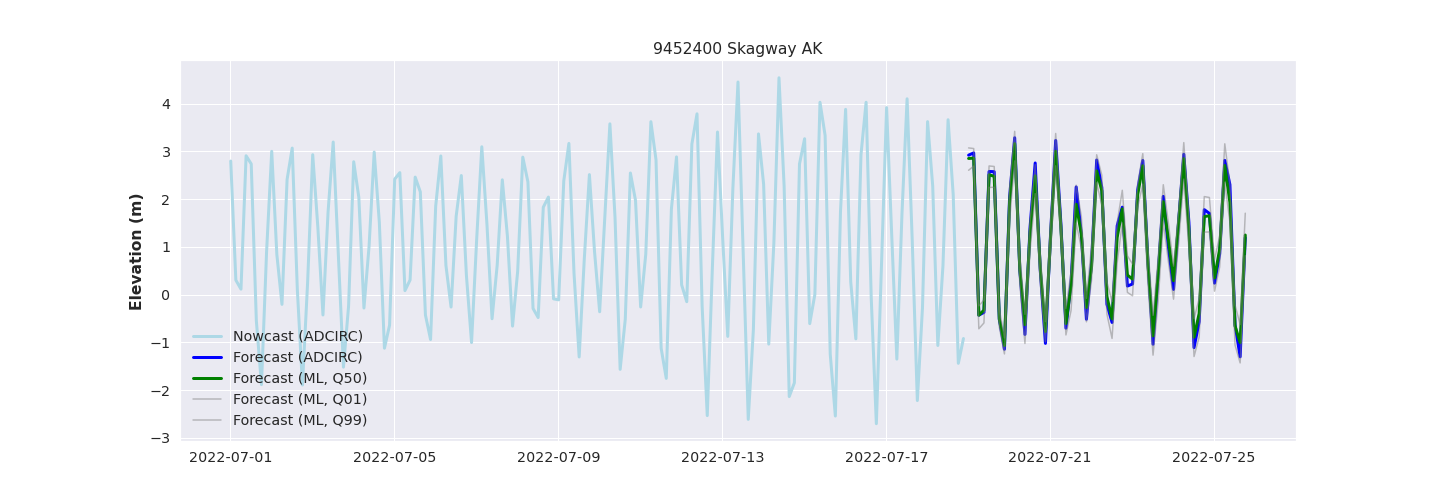 9452400 Skagway AK
Elevation (m)
4
3
2
1
0
−1
−2
−3
Nowcast (ADCIRC)
Forecast (ADCIRC)
Forecast (ML, Q50)
Forecast (ML, Q01)
Forecast (ML, Q99)
2022-07-01 2022-07-05 2022-07-09 2022-07-13 2022-07-17 2022-07-21 2022-07-25